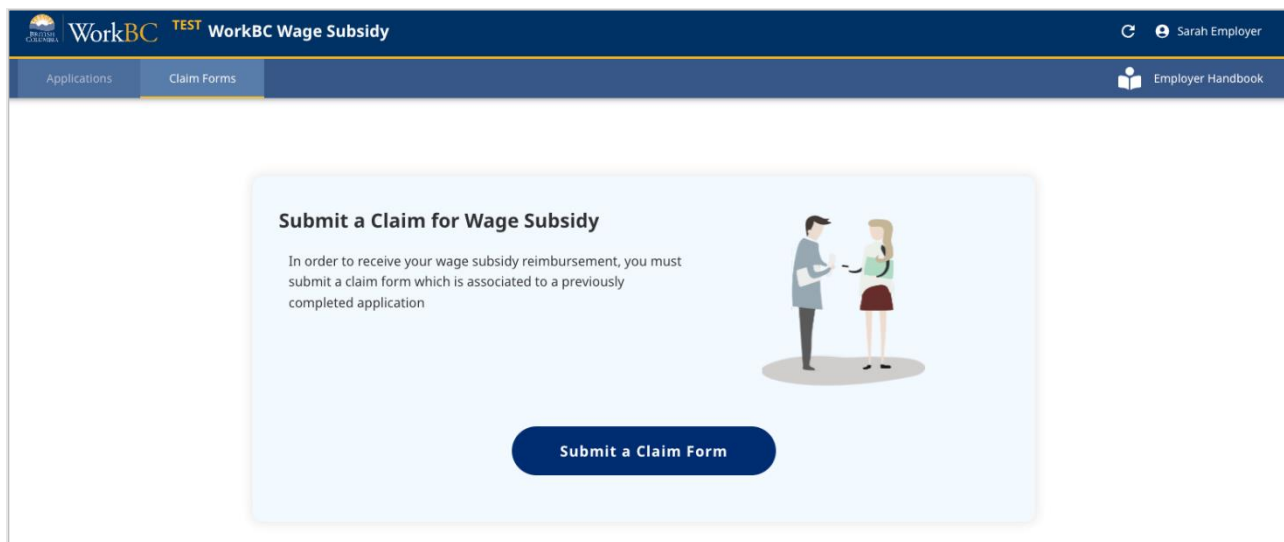 BRITISH COLUMBIA WorkBC TEST WorkBC Wage Subsidy Sarah Employer
Applications Claim Forms Employer Handbook
Submit a Claim for Wage Subsidy
In order to receive your wage subsidy reimbursement, you must
submit a claim form which is associated to a previously
completed application
Submit a Claim Form